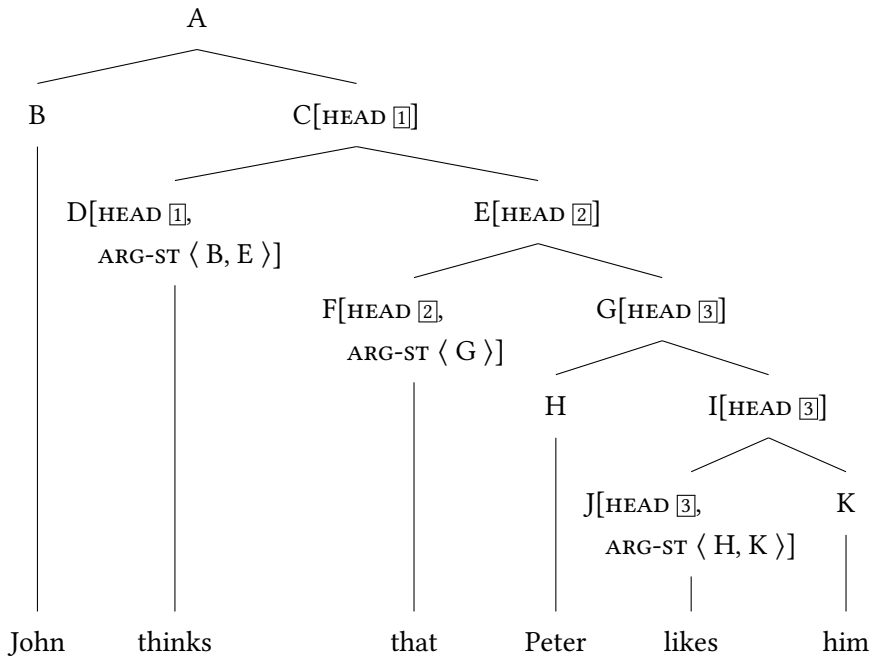 A
B C[HEAD 1]
D[HEAD 1, E[HEAD 2]
ARG-ST ⟨ B, E ⟩]
F[HEAD 2, G[HEAD 3]
ARG-ST ⟨ G ⟩]
H I[HEAD 3]
J[HEAD 3, K
ARG-ST ⟨ H, K ⟩]
John thinks that Peter likes him